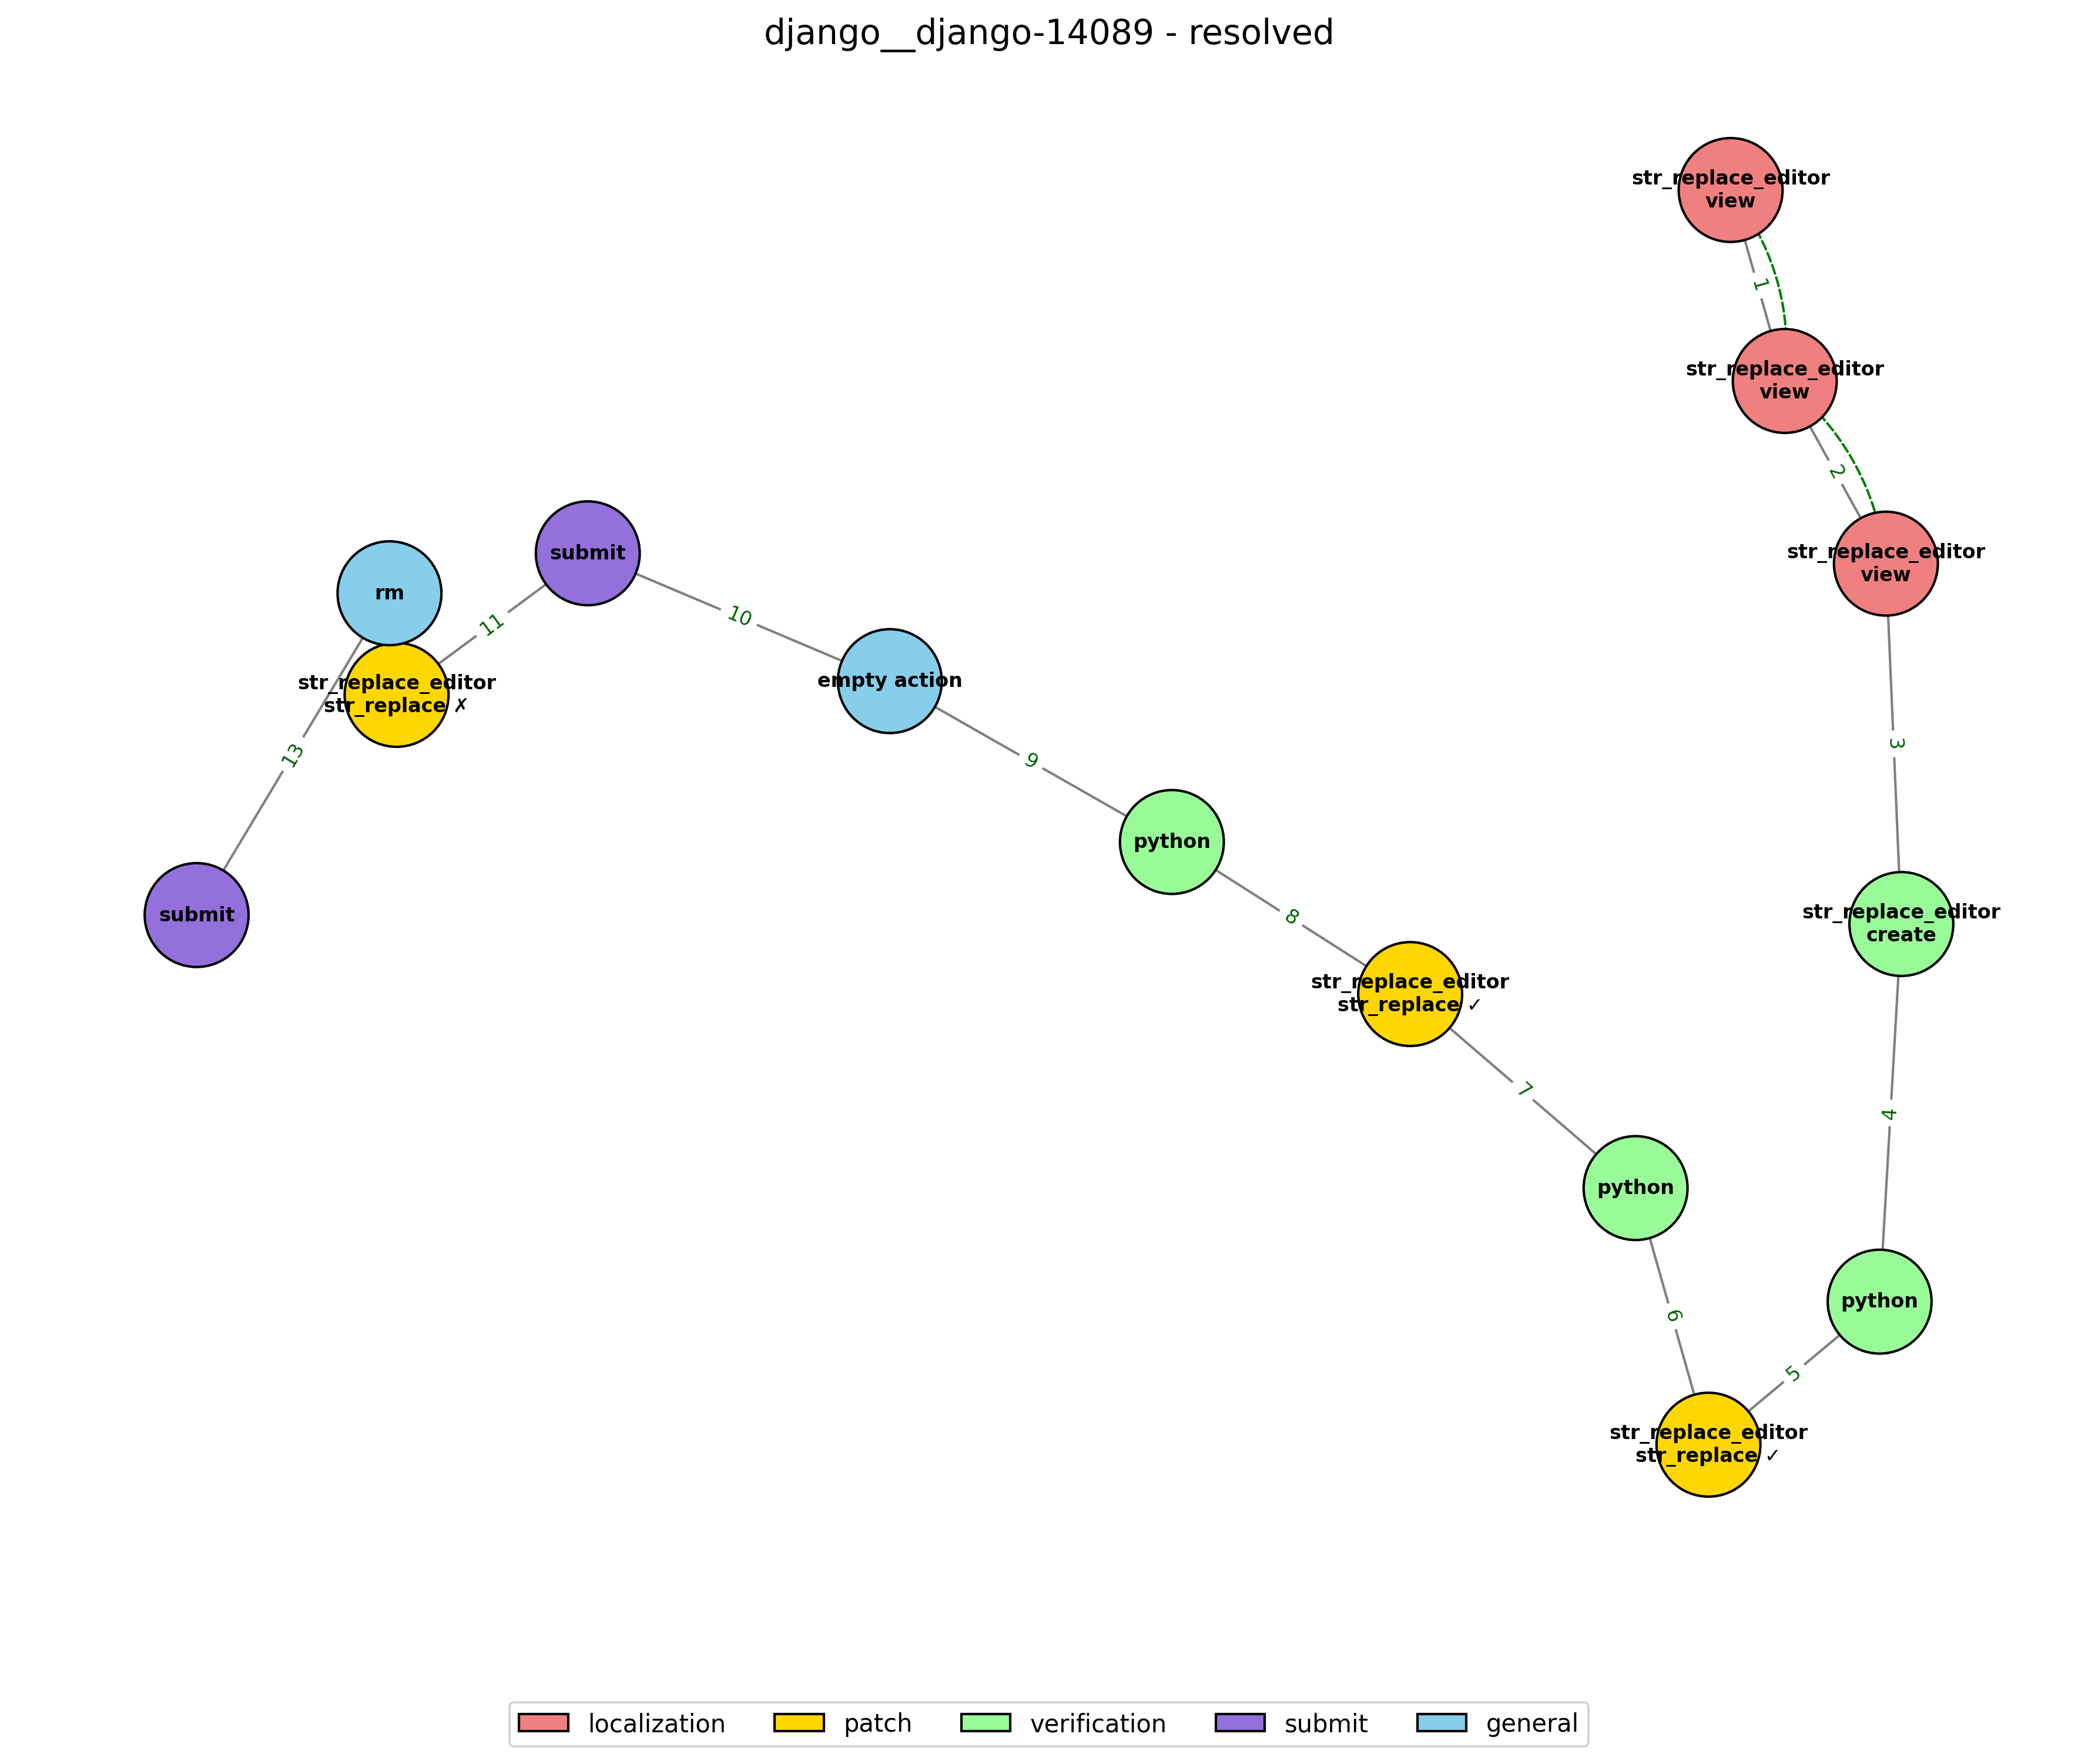 django__django-14089 - resolved
str_replace_editor
view
1
str_replace_editor
view
2
str_replace_editor
view
3
str_replace_editor
create
4
python
5
str_replace_editor
str_replace ✓
6
python
7
str_replace_editor
str_replace ✓
8
python
9
empty action
10
submit
11
str_replace_editor
str_replace ✗
rm
13
submit
localization
patch
verification
submit
general